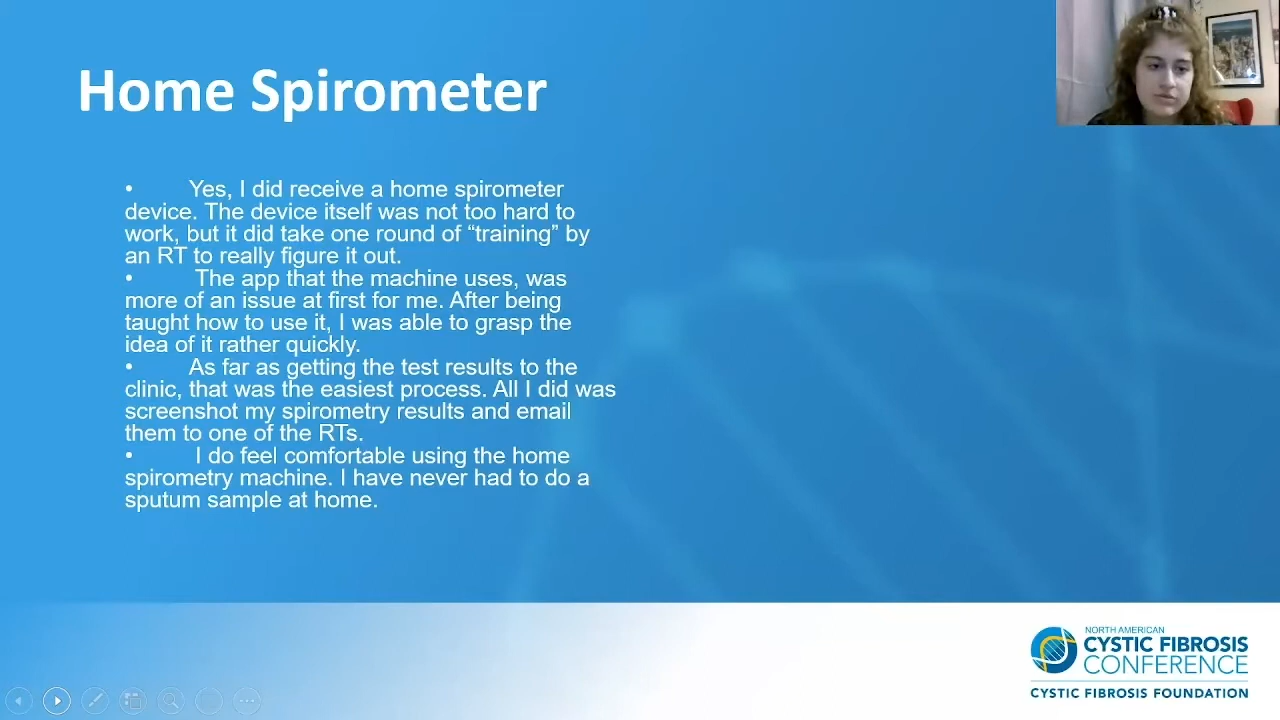 Home Spirometer
• Yes, I did receive a home spirometer
device. The device itself was not too hard to
work, but it did take one round of “training” by
an RT to really figure it out.
• The app that the machine uses, was
more of an issue at first for me. After being
taught how to use it, I was able to grasp the
idea of it rather quickly.
• As far as getting the test results to the
clinic, that was the easiest process. All I did was
screenshot my spirometry results and email
them to one of the RTs.
• I do feel comfortable using the home
spirometry machine. I have never had to do a
sputum sample at home.
NORTH AMERICAN
CYSTIC FIBROSIS
CONFERENCE
CYSTIC FIBROSIS FOUNDATION